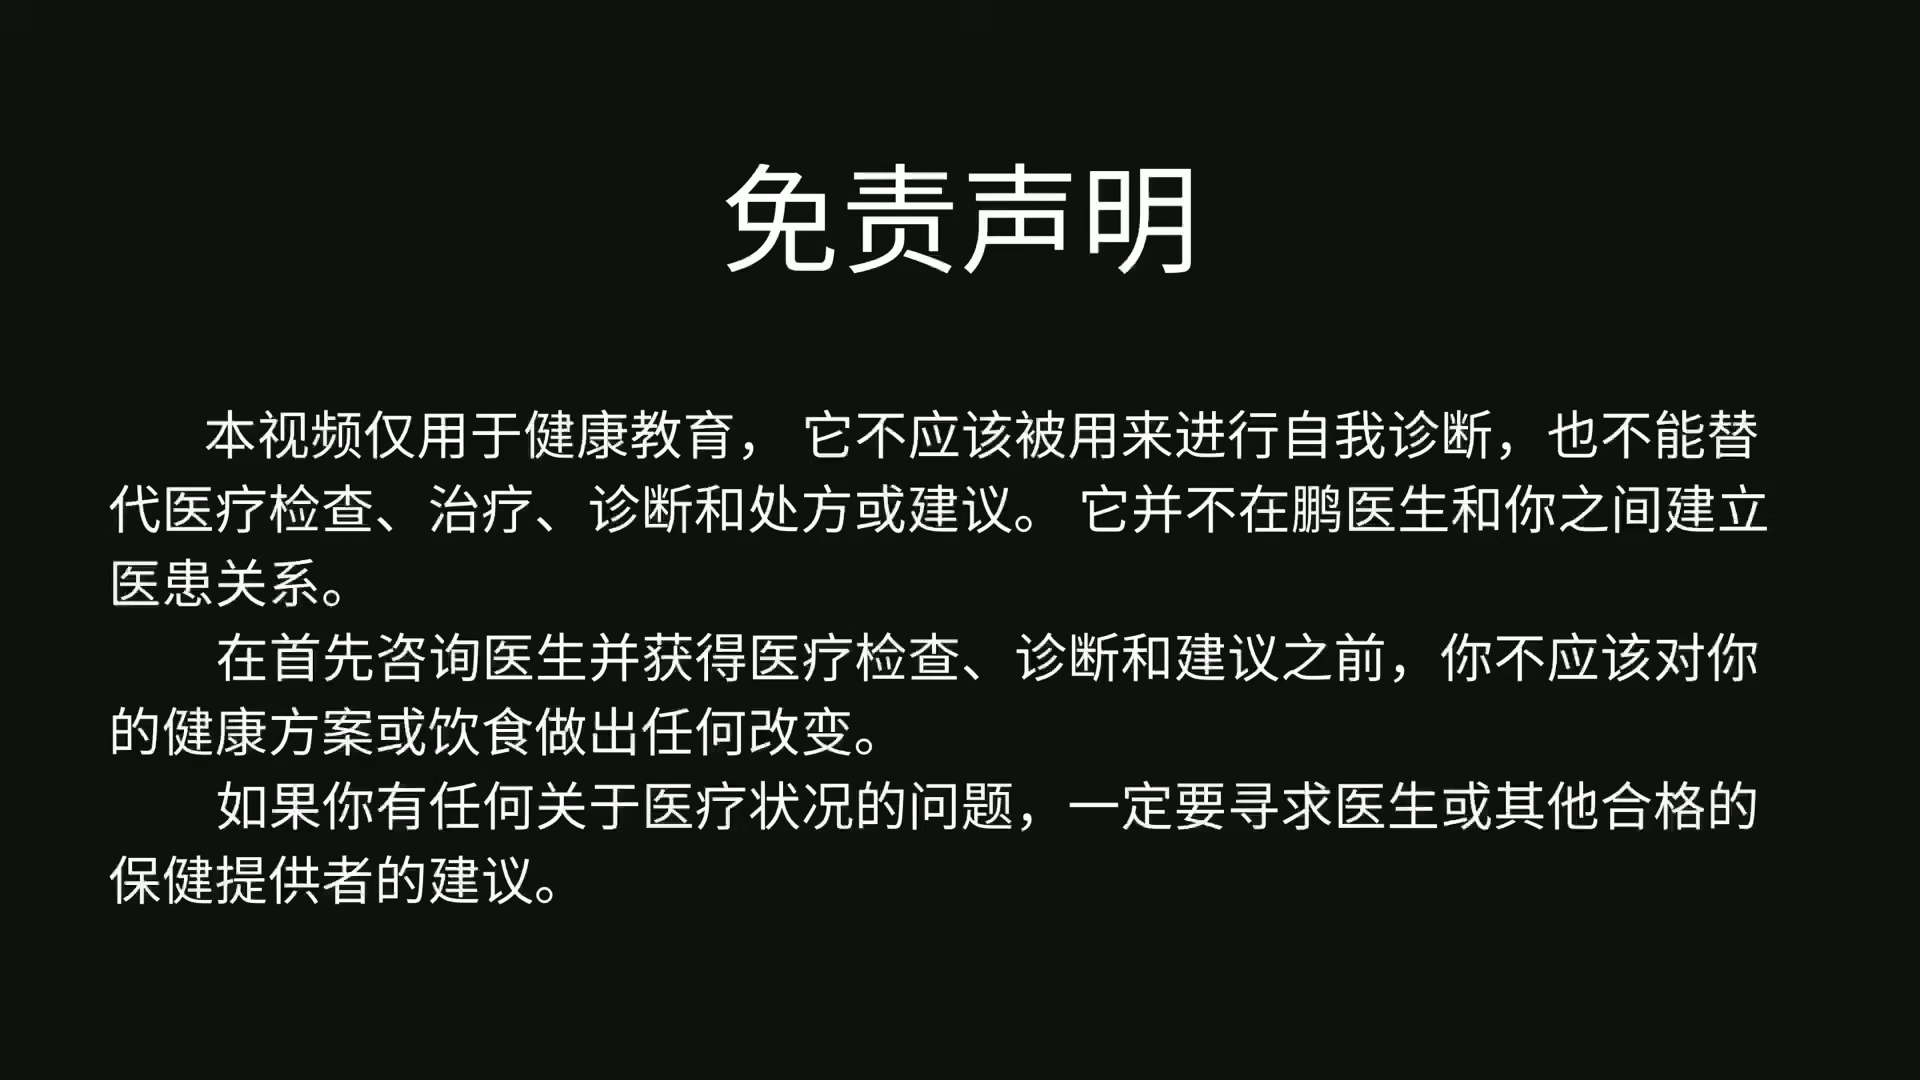 免责声明
本视频仅用于健康教育， 它不应该被用来进行自我诊断，也不能替
代医疗检查、治疗、诊断和处方或建议。 它并不在鹏医生和你之间建立
医患关系。
在首先咨询医生并获得医疗检查、诊断和建议之前，你不应该对你
的健康方案或饮食做出任何改变。
如果你有任何关于医疗状况的问题，一定要寻求医生或其他合格的
保健提供者的建议。